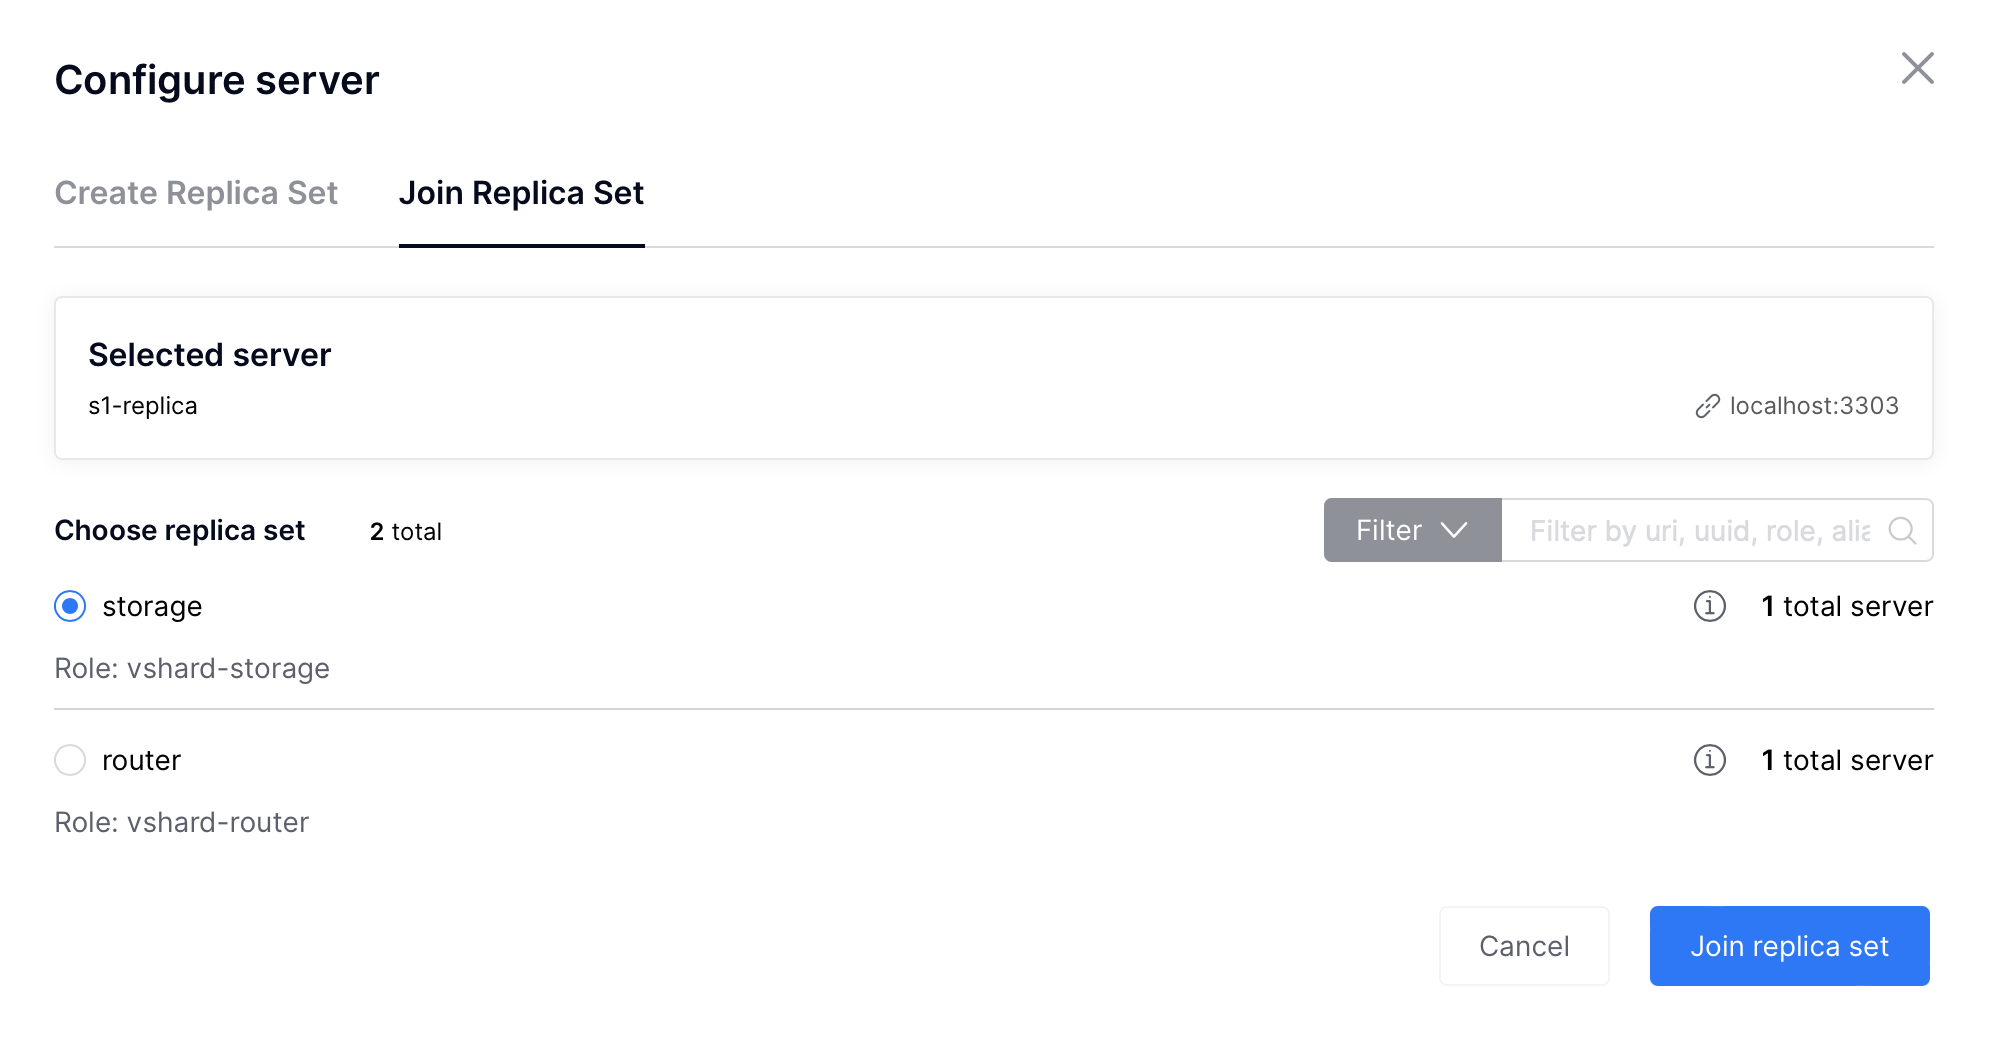 Configure server
Create Replica Set Join Replica Set
Selected server
s1-replica localhost:3303
Choose replica set 2 total Filter Filter by uri, uuid, role, alia
storage 1 total server
Role: vshard-storage
router 1 total server
Role: vshard-router
Cancel Join replica set